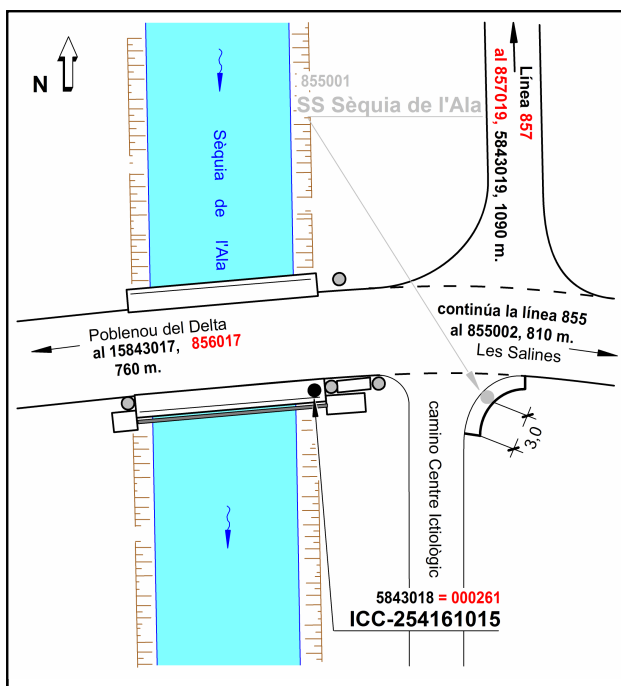 N
855001
SS Sèquia de l'Ala
Línea 857
al 857019, 5843019, 1090 m.
Sèquia de l'Ala
Poblenou del Delta
al 15843017, 856017
760 m.
continúa la línea 855
al 855002, 810 m.
Les Salines
3,0
camino Centre Ictiològic
5843018 = 000261
ICC-254161015